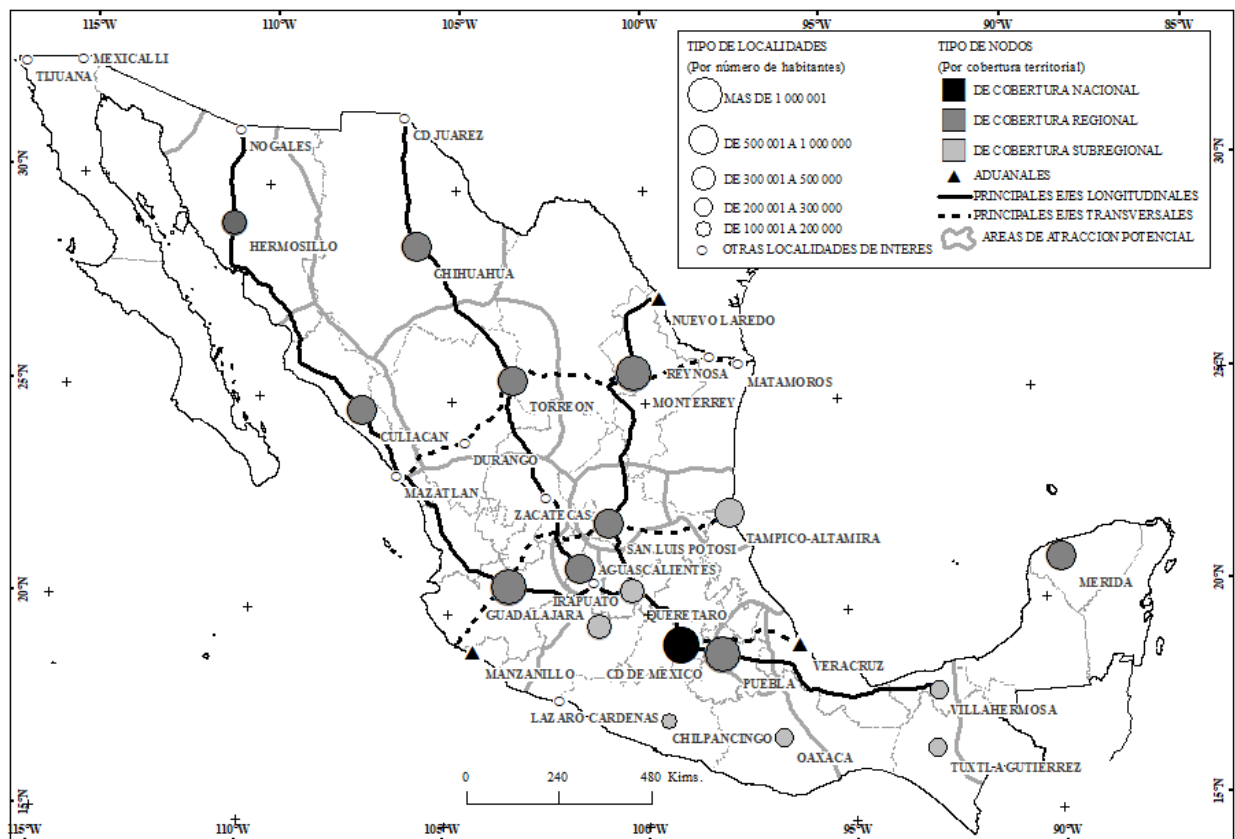 115°W 110°W 105°W 100°W 95°W 90°W 85°W
TIPO DE LOCALIDADES
(Por número de habitantes)
MAS DE 1 000 001
DE 500 001 A 1 000 000
DE 300 001 A 500 000
DE 200 001 A 300 000
DE 100 001 A 200 000
OTRAS LOCALIDADES DE INTERES
TIPO DE NODOS
(Por cobertura territorial)
DE COBERTURA NACIONAL
DE COBERTURA REGIONAL
DE COBERTURA SUBREGIONAL
ADUANALES
PRINCIPALES EJES LONGITUDINALES
PRINCIPALES EJES TRANSVERSALES
AREAS DE ATRACCION POTENCIAL
MEXICALLI
TIJUANA
CD JUAREZ
NOGALES
30°N 30°N
HERMOSILLO
CHIHUAHUA
NUEVO LAREDO
25°N 25°N
REYNOSA
MATAMOROS
TORREON
MONTERREY
CULIACAN
DURANGO
MAZATLAN
ZACATECAS
TAMPICO-ALTAMIRA
SAN LUIS POTOSI
AGUASCALIENTES
20°N 20°N
MERIDA
IRAPUATO
GUADALAJARA
QUERETARO
VERACRUZ
MANZANILLO
CD DE MEXICO
PUEBLA
VILLAHERMOSA
LAZARO CARDENAS
CHILPANCINGO
OAXACA
TUXTLA GUTIERREZ
0 240 480 Kims.
15°N 15°N
115°W 110°W 105°W 100°W 95°W 90°W